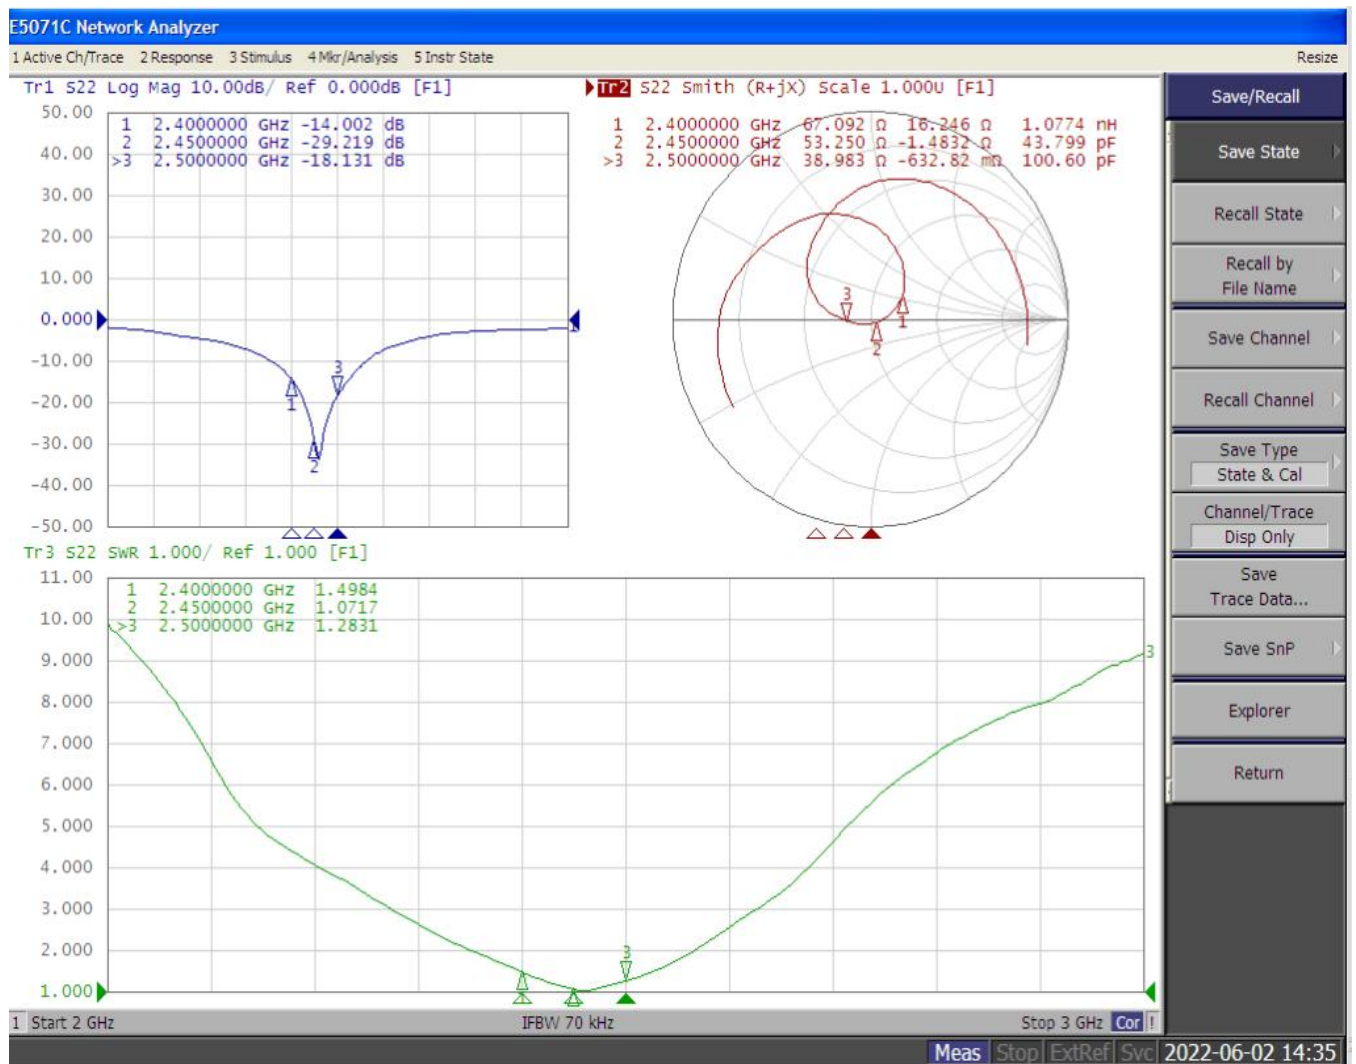 E5071C Network Analyzer
1 Active Ch/Trace 2 Response 3 Stimulus 4 Mkr/Analysis 5 Instr State Resize
Tr1 S22 Log Mag 10.00dB/ Ref 0.000dB [F1]
50.00
40.00
30.00
20.00
10.00
0.000
-10.00
-20.00
-30.00
-40.00
-50.00
1 2.4000000 GHz -14.002 dB
2 2.4500000 GHz -29.219 dB
>3 2.5000000 GHz -18.131 dB
1
2
3
1
Tr2 S22 Smith (R+jX) Scale 1.000U [F1]
1 2.4000000 GHz 67.092 Ω 16.246 Ω 1.0774 nH
2 2.4500000 GHz 53.250 Ω -1.4832 Ω 43.799 pF
>3 2.5000000 GHz 38.983 Ω -632.82 mΩ 100.60 pF
3
1
2
Tr3 S22 SWR 1.000/ Ref 1.000 [F1]
11.00
10.00
9.000
8.000
7.000
6.000
5.000
4.000
3.000
2.000
1.000
1 2.4000000 GHz 1.4984
2 2.4500000 GHz 1.0717
>3 2.5000000 GHz 1.2831
3
3
1 Start 2 GHz IFBW 70 kHz Stop 3 GHz Cor !
Save/Recall
Save State
Recall State
Recall by
File Name
Save Channel
Recall Channel
Save Type
State & Cal
Channel/Trace
Disp Only
Save
Trace Data...
Save SnP
Explorer
Return
Meas Stop ExtRef Svc 2022-06-02 14:35